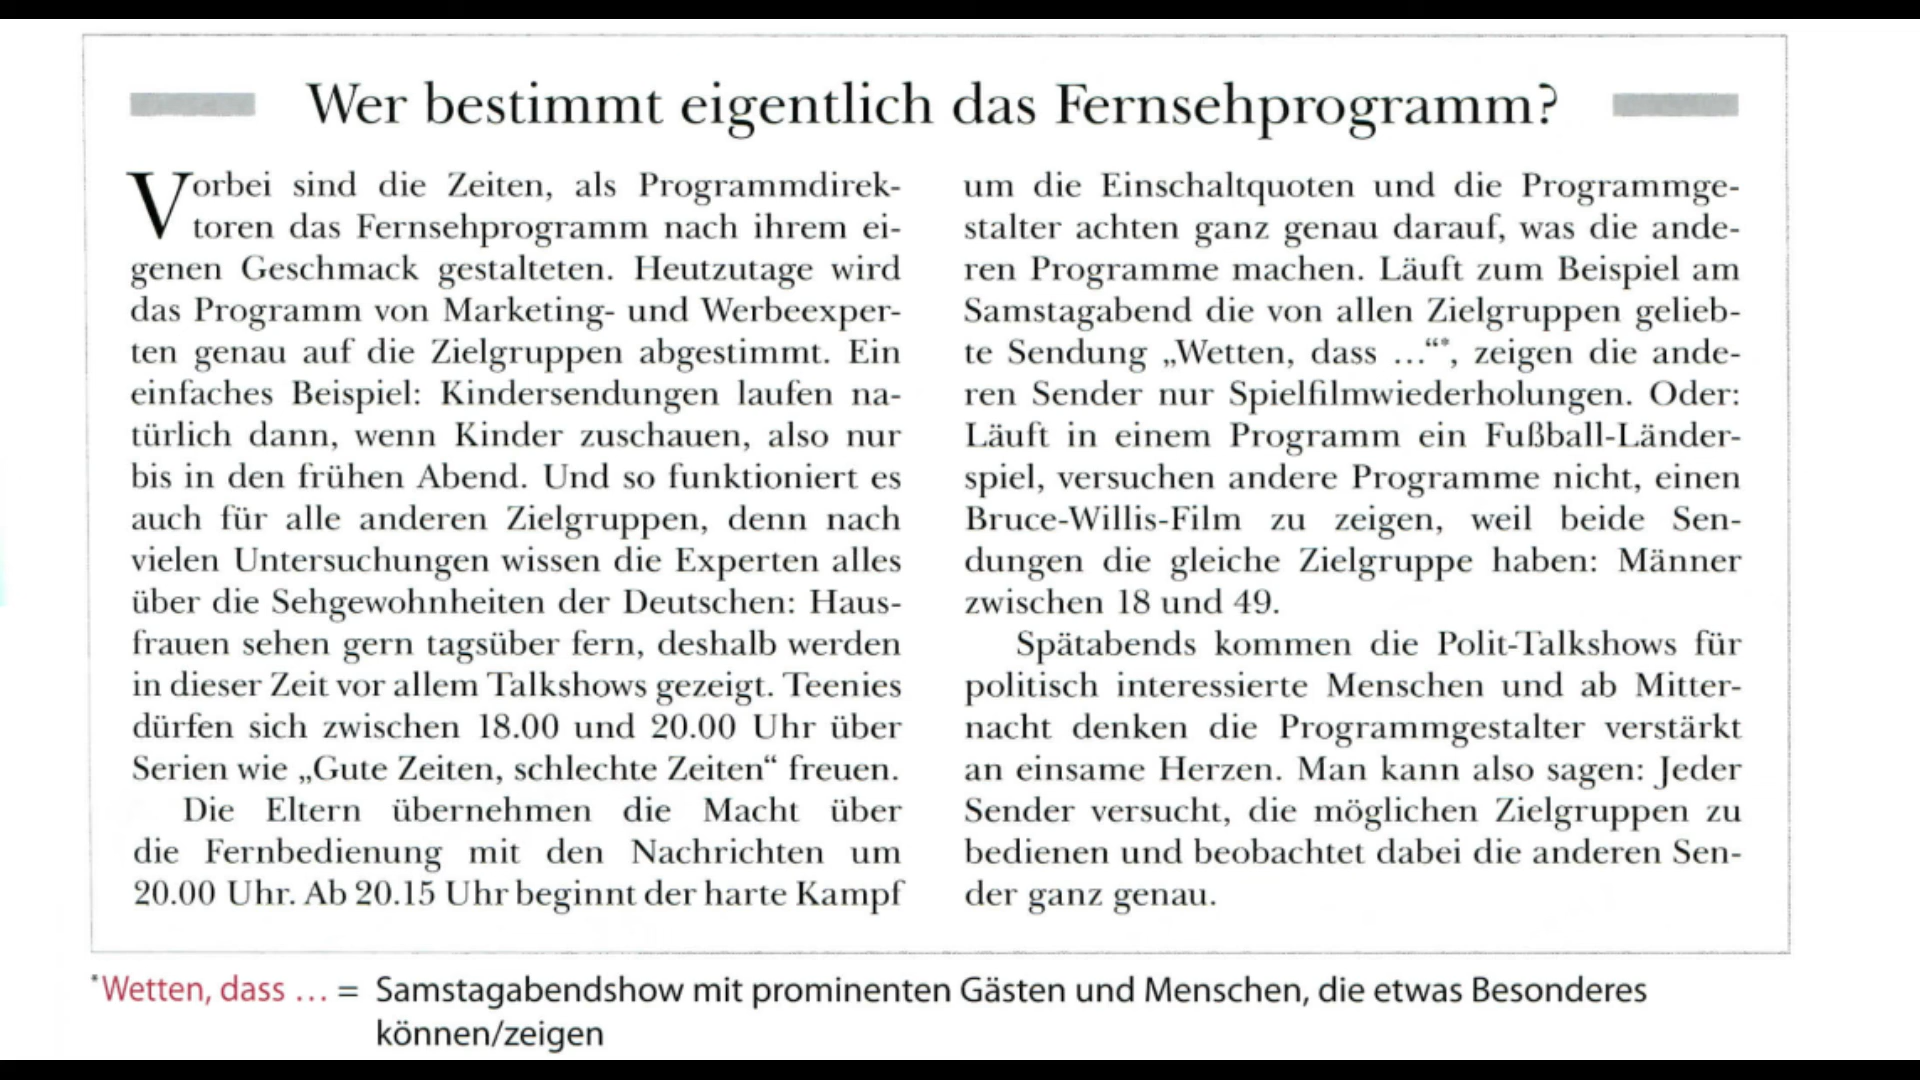 Wer bestimmt eigentlich das Fernsehprogramm?
Vorbei sind die Zeiten, als Programmdirek-
toren das Fernsehprogramm nach ihrem ei-
genen Geschmack gestalteten. Heutzutage wird
das Programm von Marketing- und Werbeexper-
ten genau auf die Zielgruppen abgestimmt. Ein
einfaches Beispiel: Kindersendungen laufen na-
türlich dann, wenn Kinder zuschauen, also nur
bis in den frühen Abend. Und so funktioniert es
auch für alle anderen Zielgruppen, denn nach
vielen Untersuchungen wissen die Experten alles
über die Sehgewohnheiten der Deutschen: Haus-
frauen sehen gern tagsüber fern, deshalb werden
in dieser Zeit vor allem Talkshows gezeigt. Teenies
dürfen sich zwischen 18.00 und 20.00 Uhr über
Serien wie „Gute Zeiten, schlechte Zeiten“ freuen.
Die Eltern übernehmen die Macht über
die Fernbedienung mit den Nachrichten um
20.00 Uhr. Ab 20.15 Uhr beginnt der harte Kampf
um die Einschaltquoten und die Programmge-
stalter achten ganz genau darauf, was die ande-
ren Programme machen. Läuft zum Beispiel am
Samstagabend die von allen Zielgruppen gelieb-
te Sendung „Wetten, dass ...“*, zeigen die ande-
ren Sender nur Spielfilmwiederholungen. Oder:
Läuft in einem Programm ein Fußball-Länder-
spiel, versuchen andere Programme nicht, einen
Bruce-Willis-Film zu zeigen, weil beide Sen-
dungen die gleiche Zielgruppe haben: Männer
zwischen 18 und 49.
Spätabends kommen die Polit-Talkshows für
politisch interessierte Menschen und ab Mitter-
nacht denken die Programmgestalter verstärkt
an einsame Herzen. Man kann also sagen: Jeder
Sender versucht, die möglichen Zielgruppen zu
bedienen und beobachtet dabei die anderen Sen-
der ganz genau.
*Wetten, dass ... = Samstagabendshow mit prominenten Gästen und Menschen, die etwas Besonderes
können/zeigen